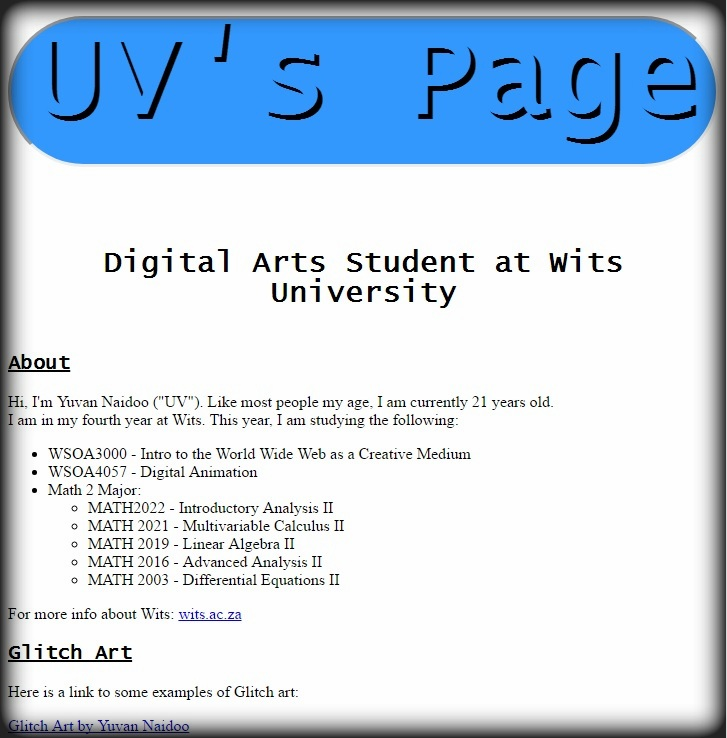 UV's Page
Digital Arts Student at Wits
University
About
Hi, I'm Yuvan Naidoo ("UV"). Like most people my age, I am currently 21 years old.
I am in my fourth year at Wits. This year, I am studying the following:
WSOA3000 - Intro to the World Wide Web as a Creative Medium
WSOA4057 - Digital Animation
Math 2 Major:
MATH2022 - Introductory Analysis II
MATH 2021 - Multivariable Calculus II
MATH 2019 - Linear Algebra II
MATH 2016 - Advanced Analysis II
MATH 2003 - Differential Equations II
For more info about Wits: wits.ac.za
Glitch Art
Here is a link to some examples of Glitch art:
Glitch Art by Yuvan Naidoo